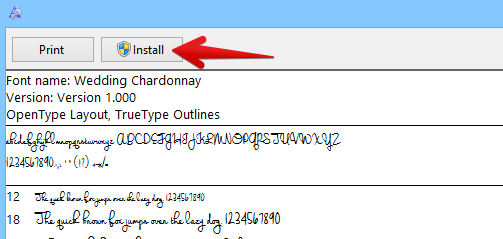 Print
Install
Font name: Wedding Chardonnay
Version: Version 1.000
OpenType Layout, TrueType Outlines
abcdefghijklmnopqrstuvwxyz ABCDEFGHIJKLMNOPQRSTUVWXYZ
1234567890
12 The quick brown fox jumps over the lazy dog. 1234567890
18 The quick brown fox jumps over the lazy dog. 1234567890